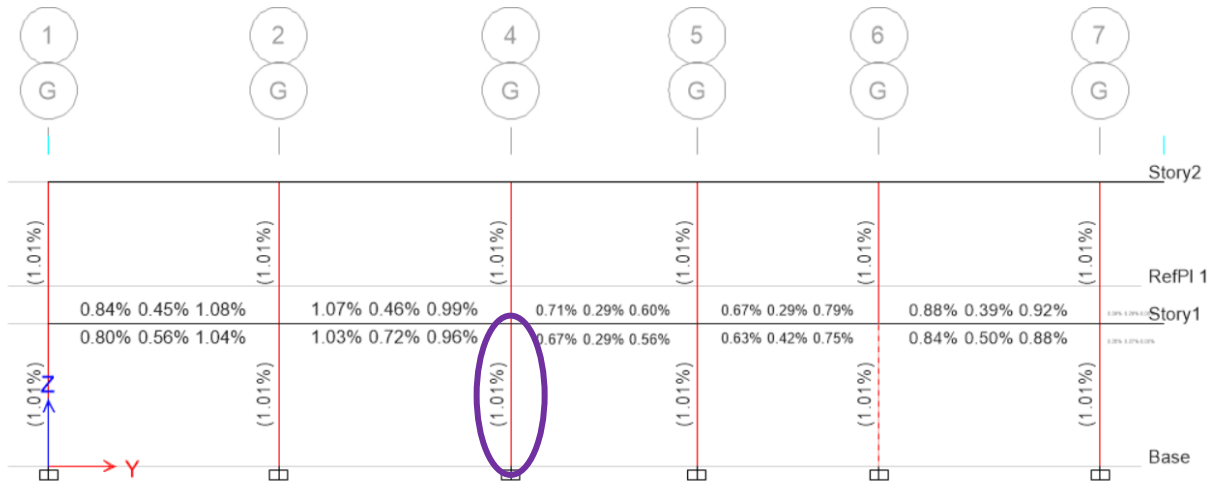 1 2 4 5 6 7
G G G G G G
Story2
(1.01%) (1.01%) (1.01%) (1.01%) (1.01%) (1.01%)
RefPl 1
0.84% 0.45% 1.08% 1.07% 0.46% 0.99% 0.71% 0.29% 0.60% 0.67% 0.29% 0.79% 0.88% 0.39% 0.92%
Story1
0.80% 0.56% 1.04% 1.03% 0.72% 0.96% 0.67% 0.29% 0.56% 0.63% 0.42% 0.75% 0.84% 0.50% 0.88%
(1.01%) (1.01%) (1.01%) (1.01%) (1.01%) (1.01%)
Z
Base
Y